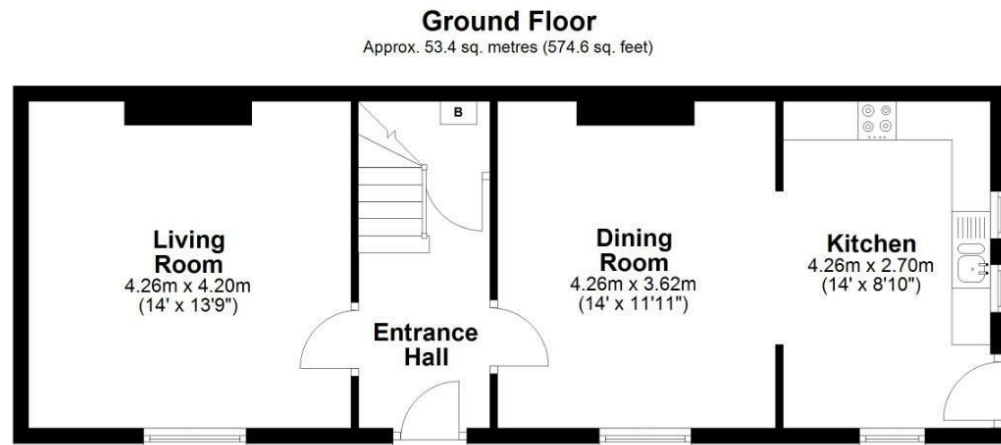 Ground Floor
Approx. 53.4 sq. metres (574.6 sq. feet)
B
Living
Room
4.26m x 4.20m
(14' x 13'9")
Entrance
Hall
Dining
Room
4.26m x 3.62m
(14' x 11'11")
Kitchen
4.26m x 2.70m
(14' x 8'10")